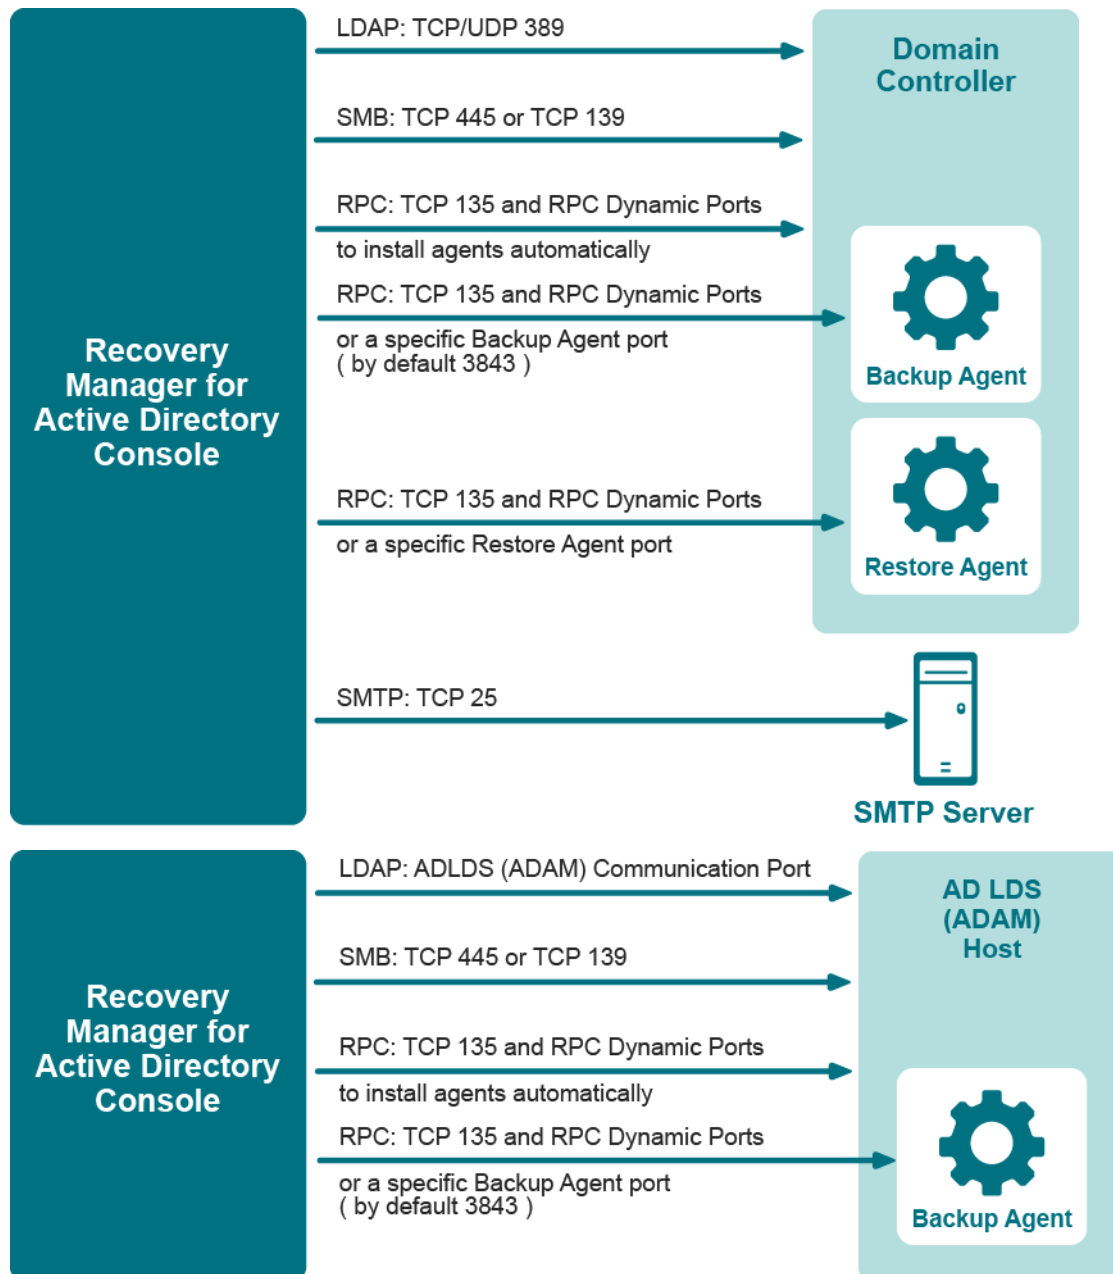 LDAP: TCP/UDP 389
Domain
Controller
SMB: TCP 445 or TCP 139
RPC: TCP 135 and RPC Dynamic Ports
to install agents automatically
RPC: TCP 135 and RPC Dynamic Ports
or a specific Backup Agent port
( by default 3843 )
Backup Agent
Recovery
Manager for
Active Directory
Console
RPC: TCP 135 and RPC Dynamic Ports
or a specific Restore Agent port
Restore Agent
SMTP: TCP 25
SMTP Server
LDAP: ADLDS (ADAM) Communication Port
AD LDS
(ADAM)
Host
SMB: TCP 445 or TCP 139
Recovery
Manager for
Active Directory
Console
RPC: TCP 135 and RPC Dynamic Ports
to install agents automatically
RPC: TCP 135 and RPC Dynamic Ports
or a specific Backup Agent port
( by default 3843 )
Backup Agent